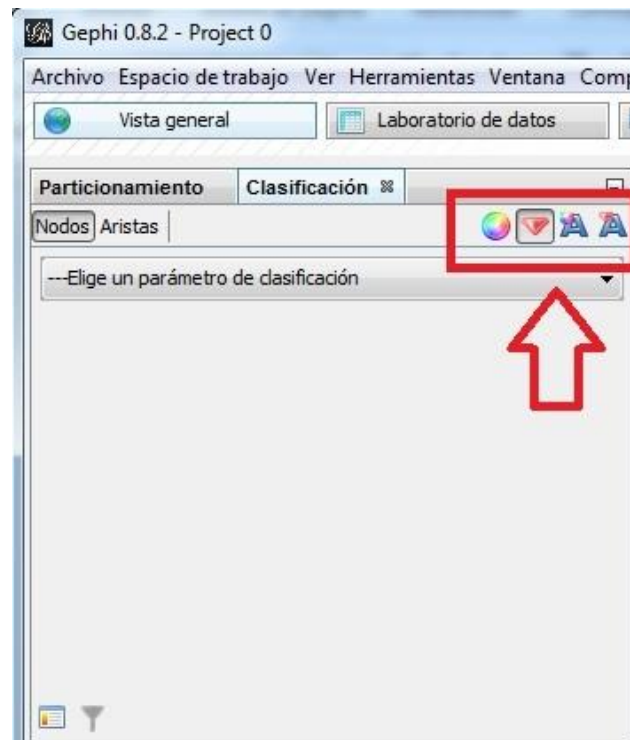 Gephi 0.8.2 - Project 0
Archivo Espacio de trabajo Ver Herramientas Ventana Comp
Vista general Laboratorio de datos
Particionamiento Clasificación
Nodos Aristas
---Elige un parámetro de clasificación